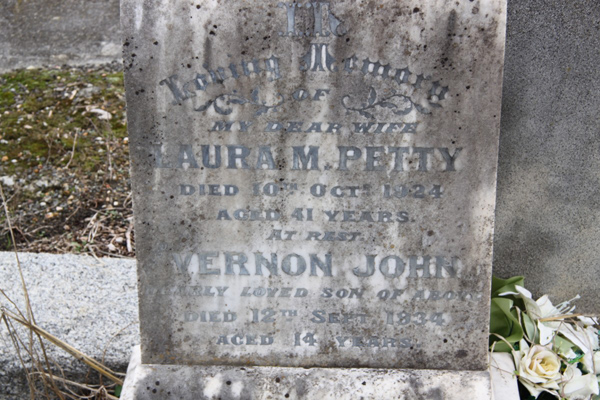 In
Loving Memory
OF
MY DEAR WIFE
LAURA M. PETTY
DIED 10TH OCTR 1924
AGED 41 YEARS.
AT REST.
VERNON JOHN
DEARLY LOVED SON OF ABOVE
DIED 12TH SEPT 1934
AGED 14 YEARS.